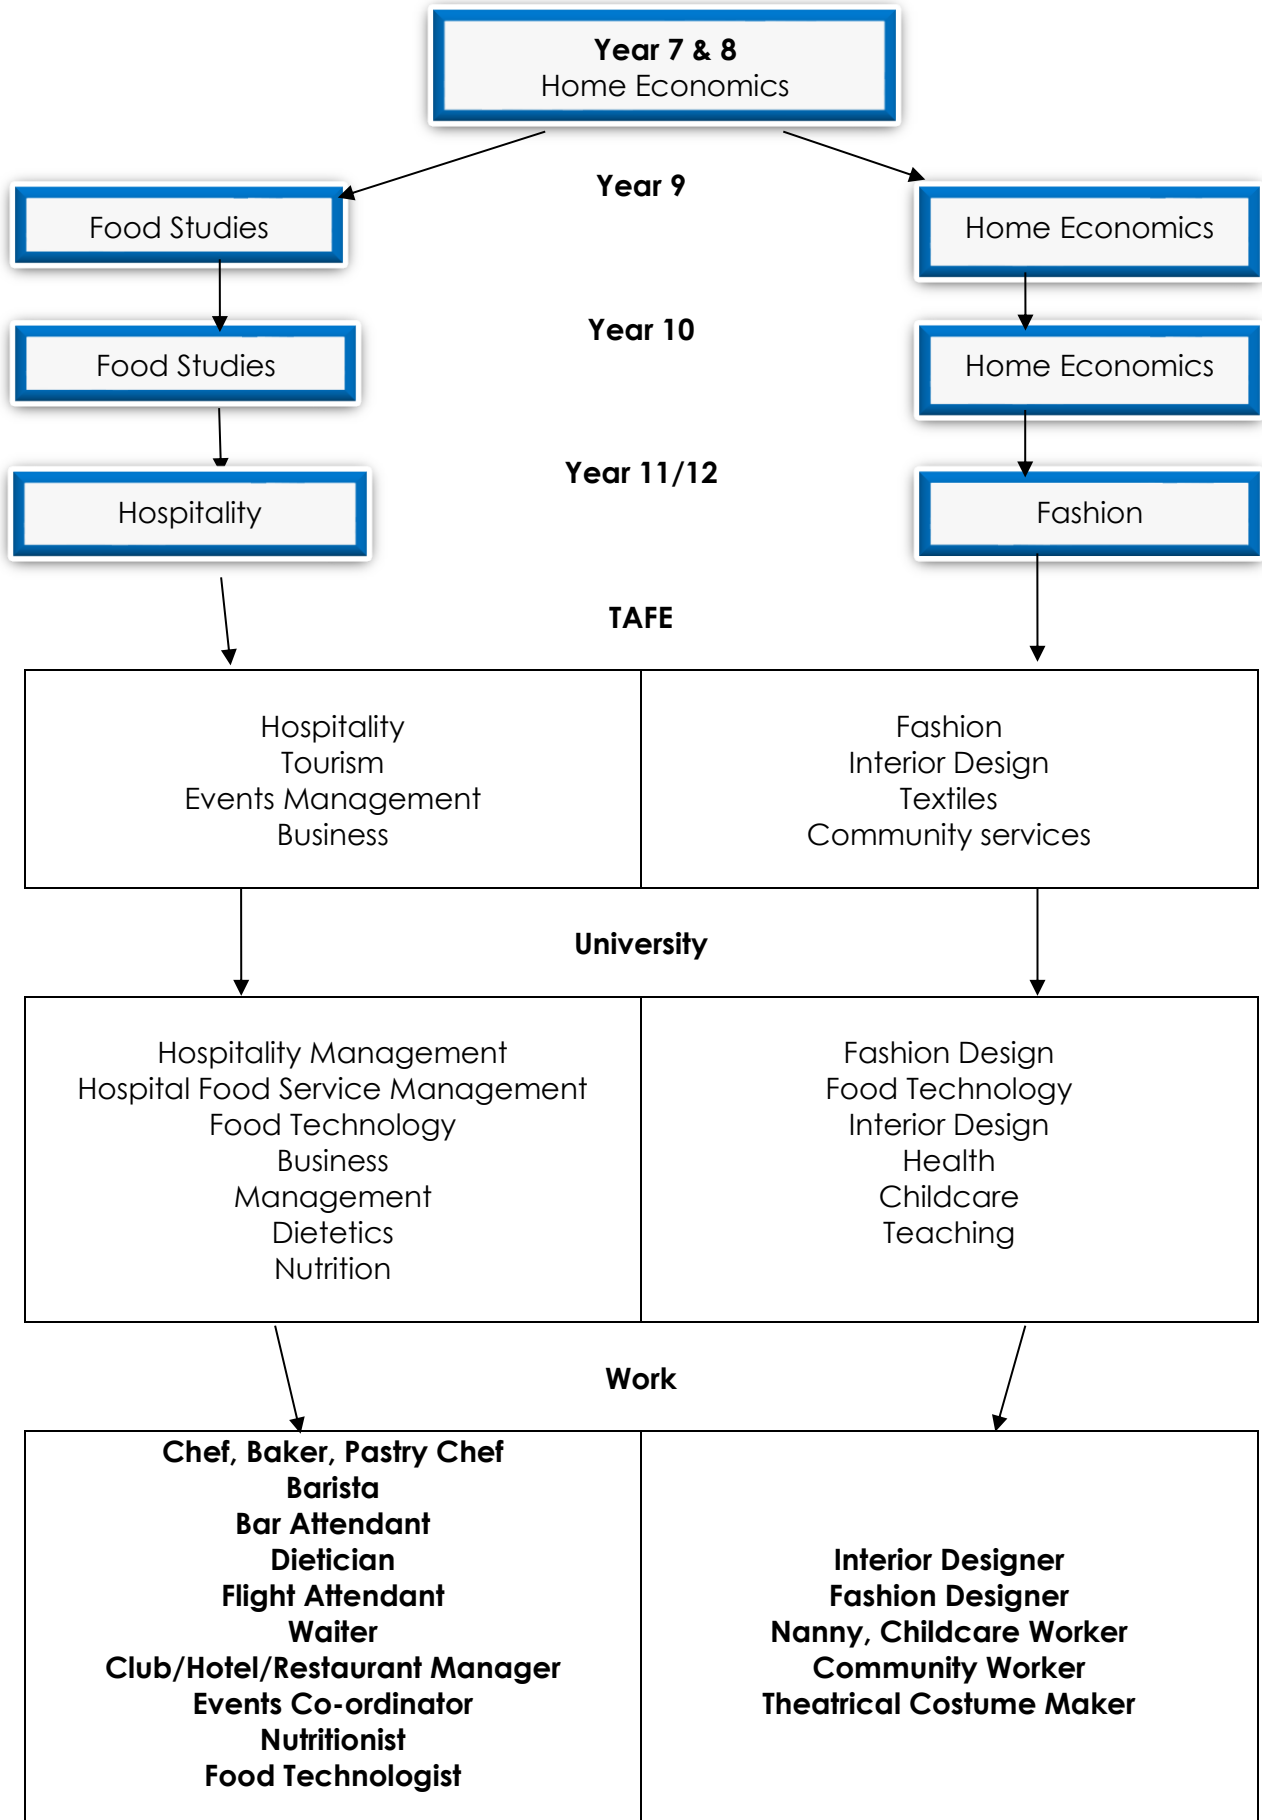 Year 7 & 8
Home Economics
Year 9
Food Studies
Home Economics
Year 10
Food Studies
Home Economics
Year 11/12
Hospitality
Fashion
TAFE
Hospitality
Tourism
Events Management
Business
Fashion
Interior Design
Textiles
Community services
University
Hospitality Management
Hospital Food Service Management
Food Technology
Business
Management
Dietetics
Nutrition
Fashion Design
Food Technology
Interior Design
Health
Childcare
Teaching
Work
Chef, Baker, Pastry Chef
Barista
Bar Attendant
Dietician
Flight Attendant
Waiter
Club/Hotel/Restaurant Manager
Events Co-ordinator
Nutritionist
Food Technologist
Interior Designer
Fashion Designer
Nanny, Childcare Worker
Community Worker
Theatrical Costume Maker